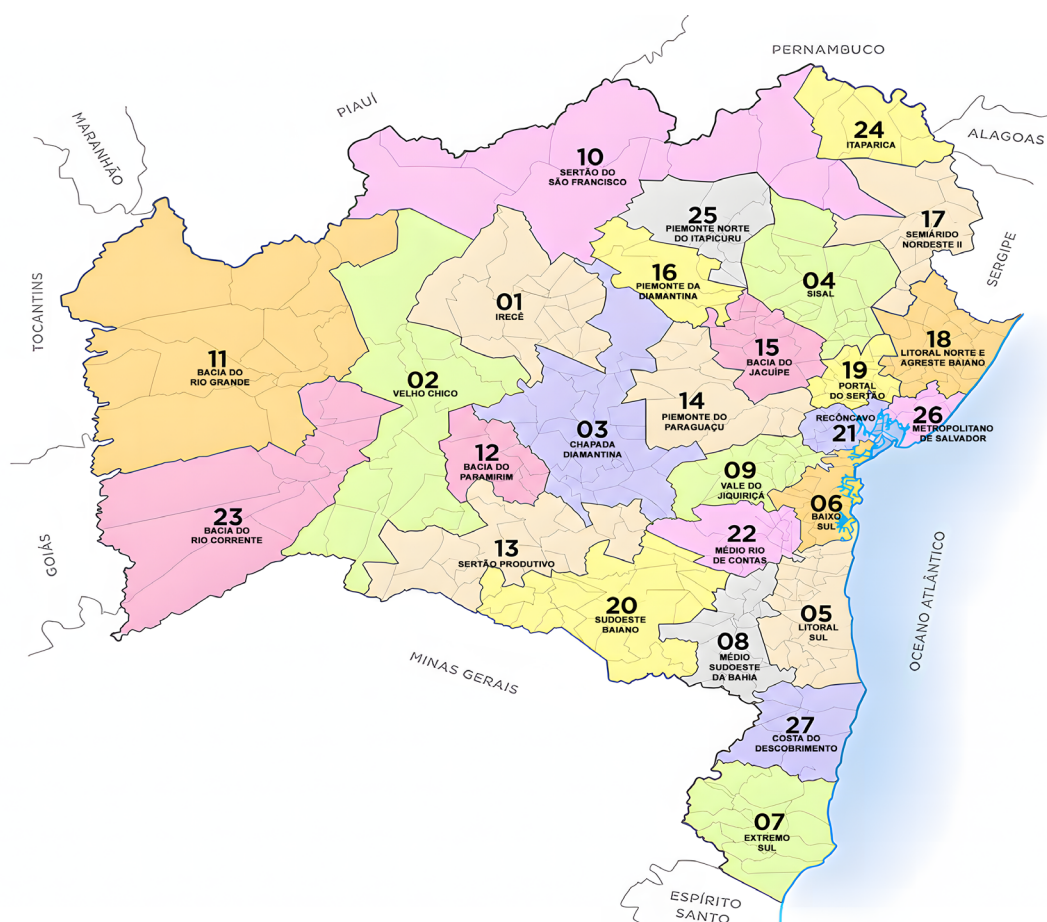 PERNAMBUCO
PIAUÍ
MARANHÃO
ALAGOAS
24
ITAPARICA
10
SERTÃO DO
SÃO FRANCISCO
25
PIEMONTE NORTE
DO ITAPICURU
17
SEMIÁRIDO
NORDESTE II
SERGIPE
TOCANTINS
16
PIEMONTE DA
DIAMANTINA
04
SISAL
01
IRECÊ
11
BACIA DO
RIO GRANDE
15
BACIA DO
JACUÍPE
18
LITORAL NORTE E
AGRESTE BAIANO
19
PORTAL
DO SERTÃO
02
VELHO CHICO
14
PIEMONTE DO
PARAGUAÇU
RECÔNCAVO
21
26
METROPOLITANO
DE SALVADOR
03
CHAPADA
DIAMANTINA
12
BACIA DO
PARAMIRIM
09
VALE DO
JIQUIRIÇÁ
06
BAIXO
SUL
23
BACIA DO
RIO CORRENTE
22
MÉDIO RIO
DE CONTAS
13
SERTÃO PRODUTIVO
GOIÁS
OCEANO ATLÂNTICO
20
SUDOESTE
BAIANO
05
LITORAL
SUL
08
MÉDIO
SUDOESTE
DA BAHIA
MINAS GERAIS
27
COSTA DO
DESCOBRIMENTO
07
EXTREMO
SUL
ESPÍRITO
SANTO